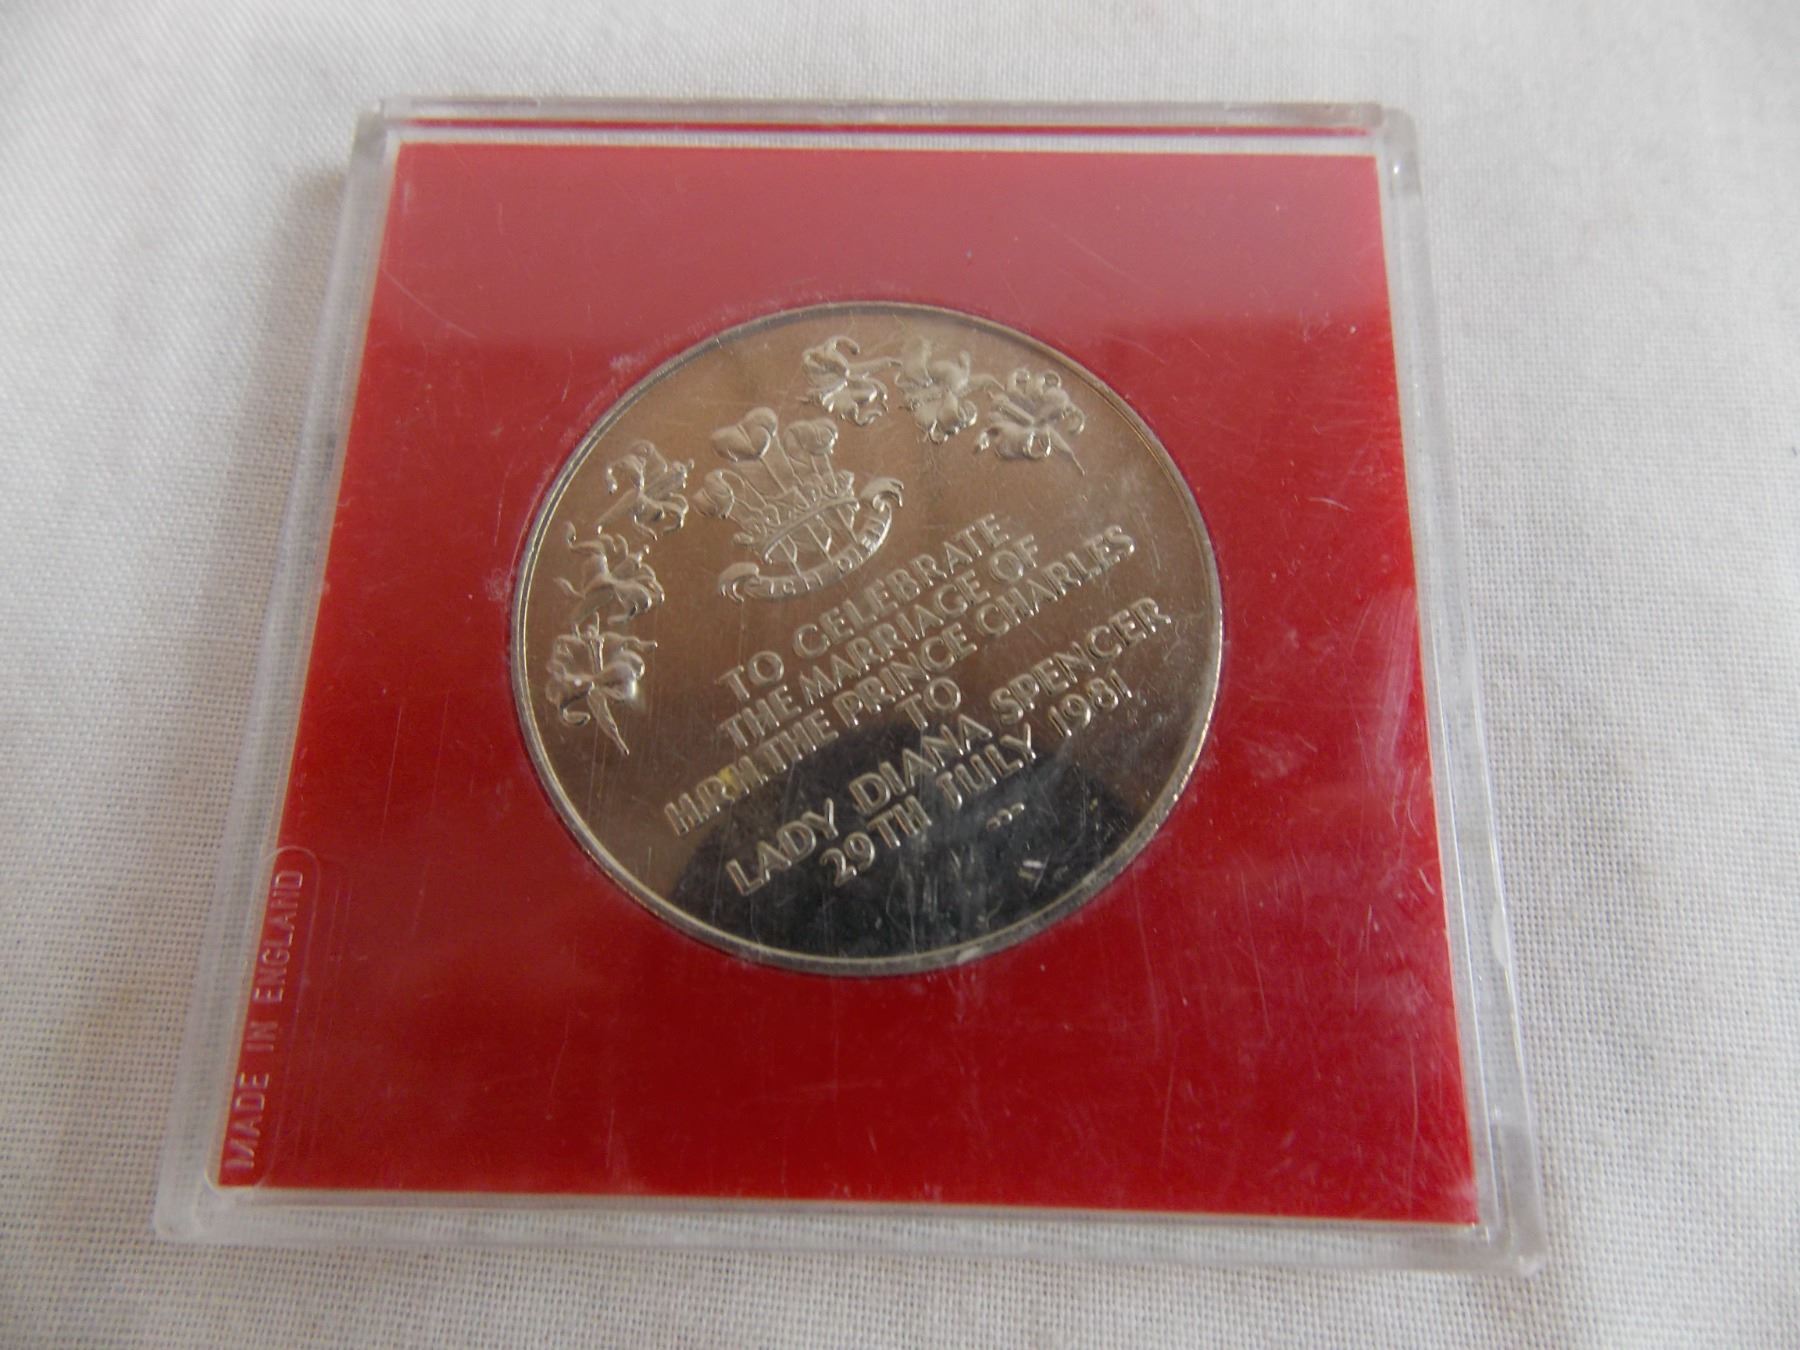 ICH DIEN
TO CELEBRATE
THE MARRIAGE OF
H.R.H. THE PRINCE CHARLES
TO
LADY DIANA SPENCER
29TH JULY 1981
MADE IN ENGLAND